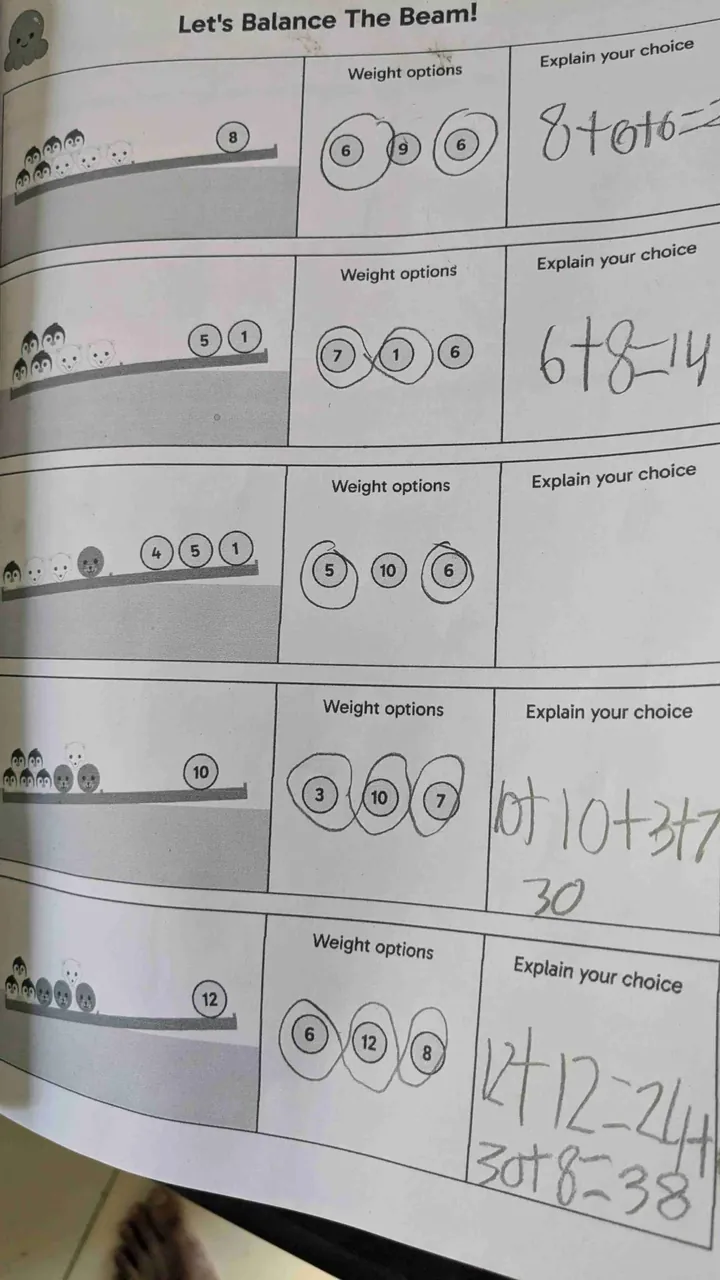 Let's Balance The Beam!
8
Weight options
6 9 6
Explain your choice
8+6+6=2
5 1
Weight options
7 1 6
Explain your choice
6+8=14
4 5 1
Weight options
5 10 6
Explain your choice
10
Weight options
3 10 7
Explain your choice
10+10+3+7
30
12
Weight options
6 12 8
Explain your choice
12+12=24+
30+8=38